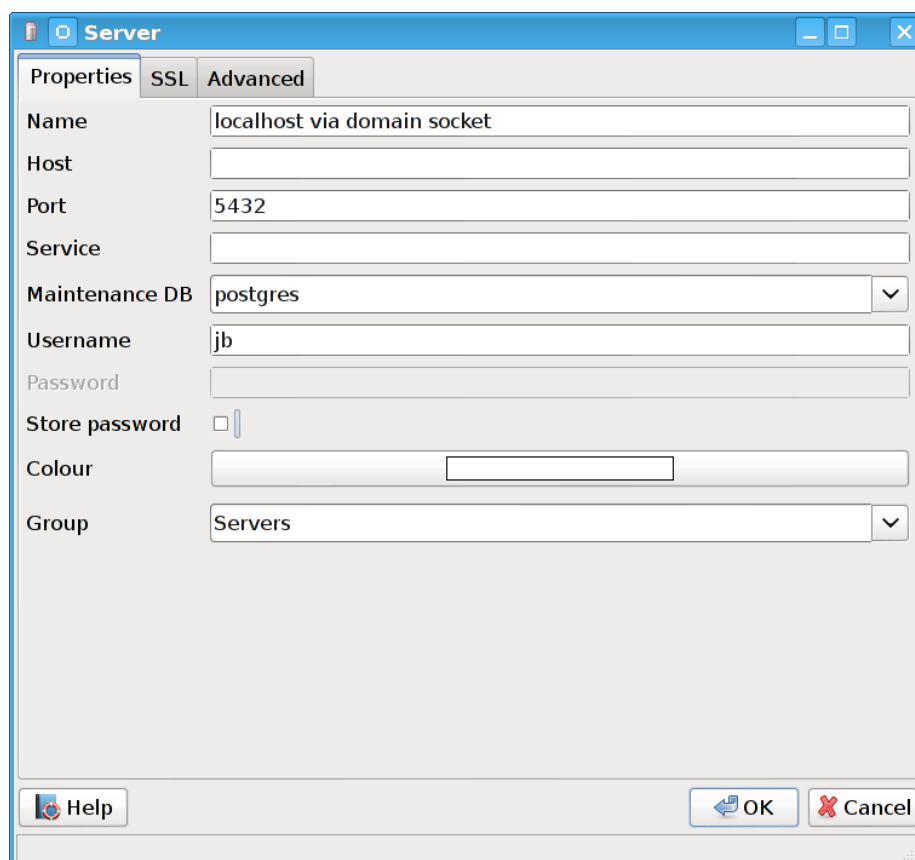 Server
Properties SSL Advanced
Name localhost via domain socket
Host
Port 5432
Service
Maintenance DB postgres
Username jb
Password
Store password
Colour
Group Servers
Help OK Cancel